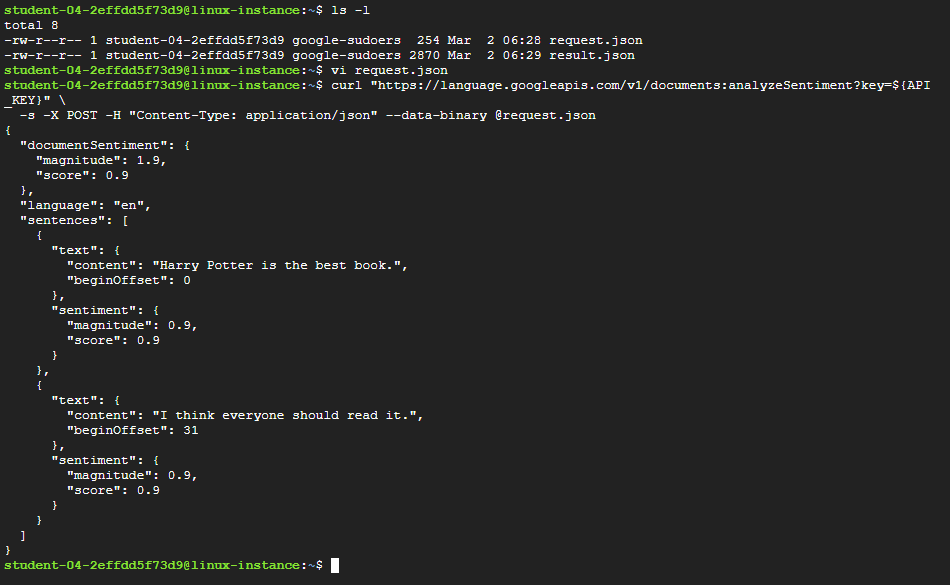 student-04-2effdd5f73d9@linux-instance:~$ ls -l
total 8
-rw-r--r-- 1 student-04-2effdd5f73d9 google-sudoers  254 Mar  2 06:28 request.json
-rw-r--r-- 1 student-04-2effdd5f73d9 google-sudoers 2870 Mar  2 06:29 result.json
student-04-2effdd5f73d9@linux-instance:~$ vi request.json
student-04-2effdd5f73d9@linux-instance:~$ curl "https://language.googleapis.com/v1/documents:analyzeSentiment?key=${API
_KEY}" \
  -s -X POST -H "Content-Type: application/json" --data-binary @request.json
{
  "documentSentiment": {
    "magnitude": 1.9,
    "score": 0.9
  },
  "language": "en",
  "sentences": [
    {
      "text": {
        "content": "Harry Potter is the best book.",
        "beginOffset": 0
      },
      "sentiment": {
        "magnitude": 0.9,
        "score": 0.9
      }
    },
    {
      "text": {
        "content": "I think everyone should read it.",
        "beginOffset": 31
      },
      "sentiment": {
        "magnitude": 0.9,
        "score": 0.9
      }
    }
  ]
}
student-04-2effdd5f73d9@linux-instance:~$